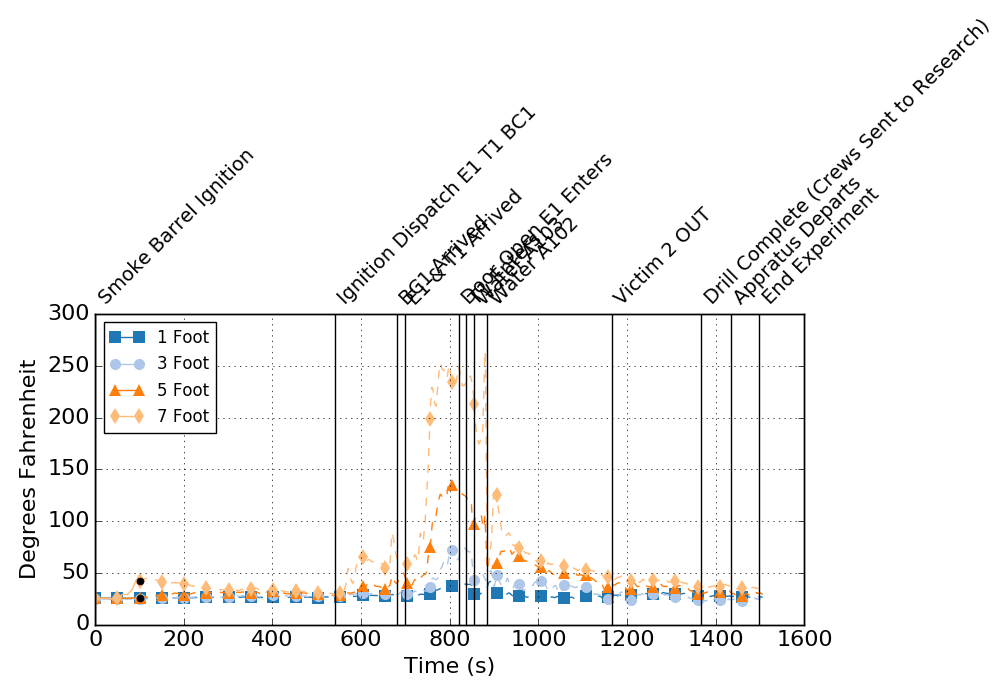 Smoke Barrel Ignition
Ignition Dispatch E1 T1 BC1
BC1 Arrived
E1 & T1 Arrived
Door Open E1 Enters
Water A102
Victim 2 OUT
Drill Complete (Crews Sent to Research)
Appratus Departs
End Experiment
300
250
200
150
100
50
0
Degrees Fahrenheit
1 Foot
3 Foot
5 Foot
7 Foot
0 200 400 600 800 1000 1200 1400 1600
Time (s)